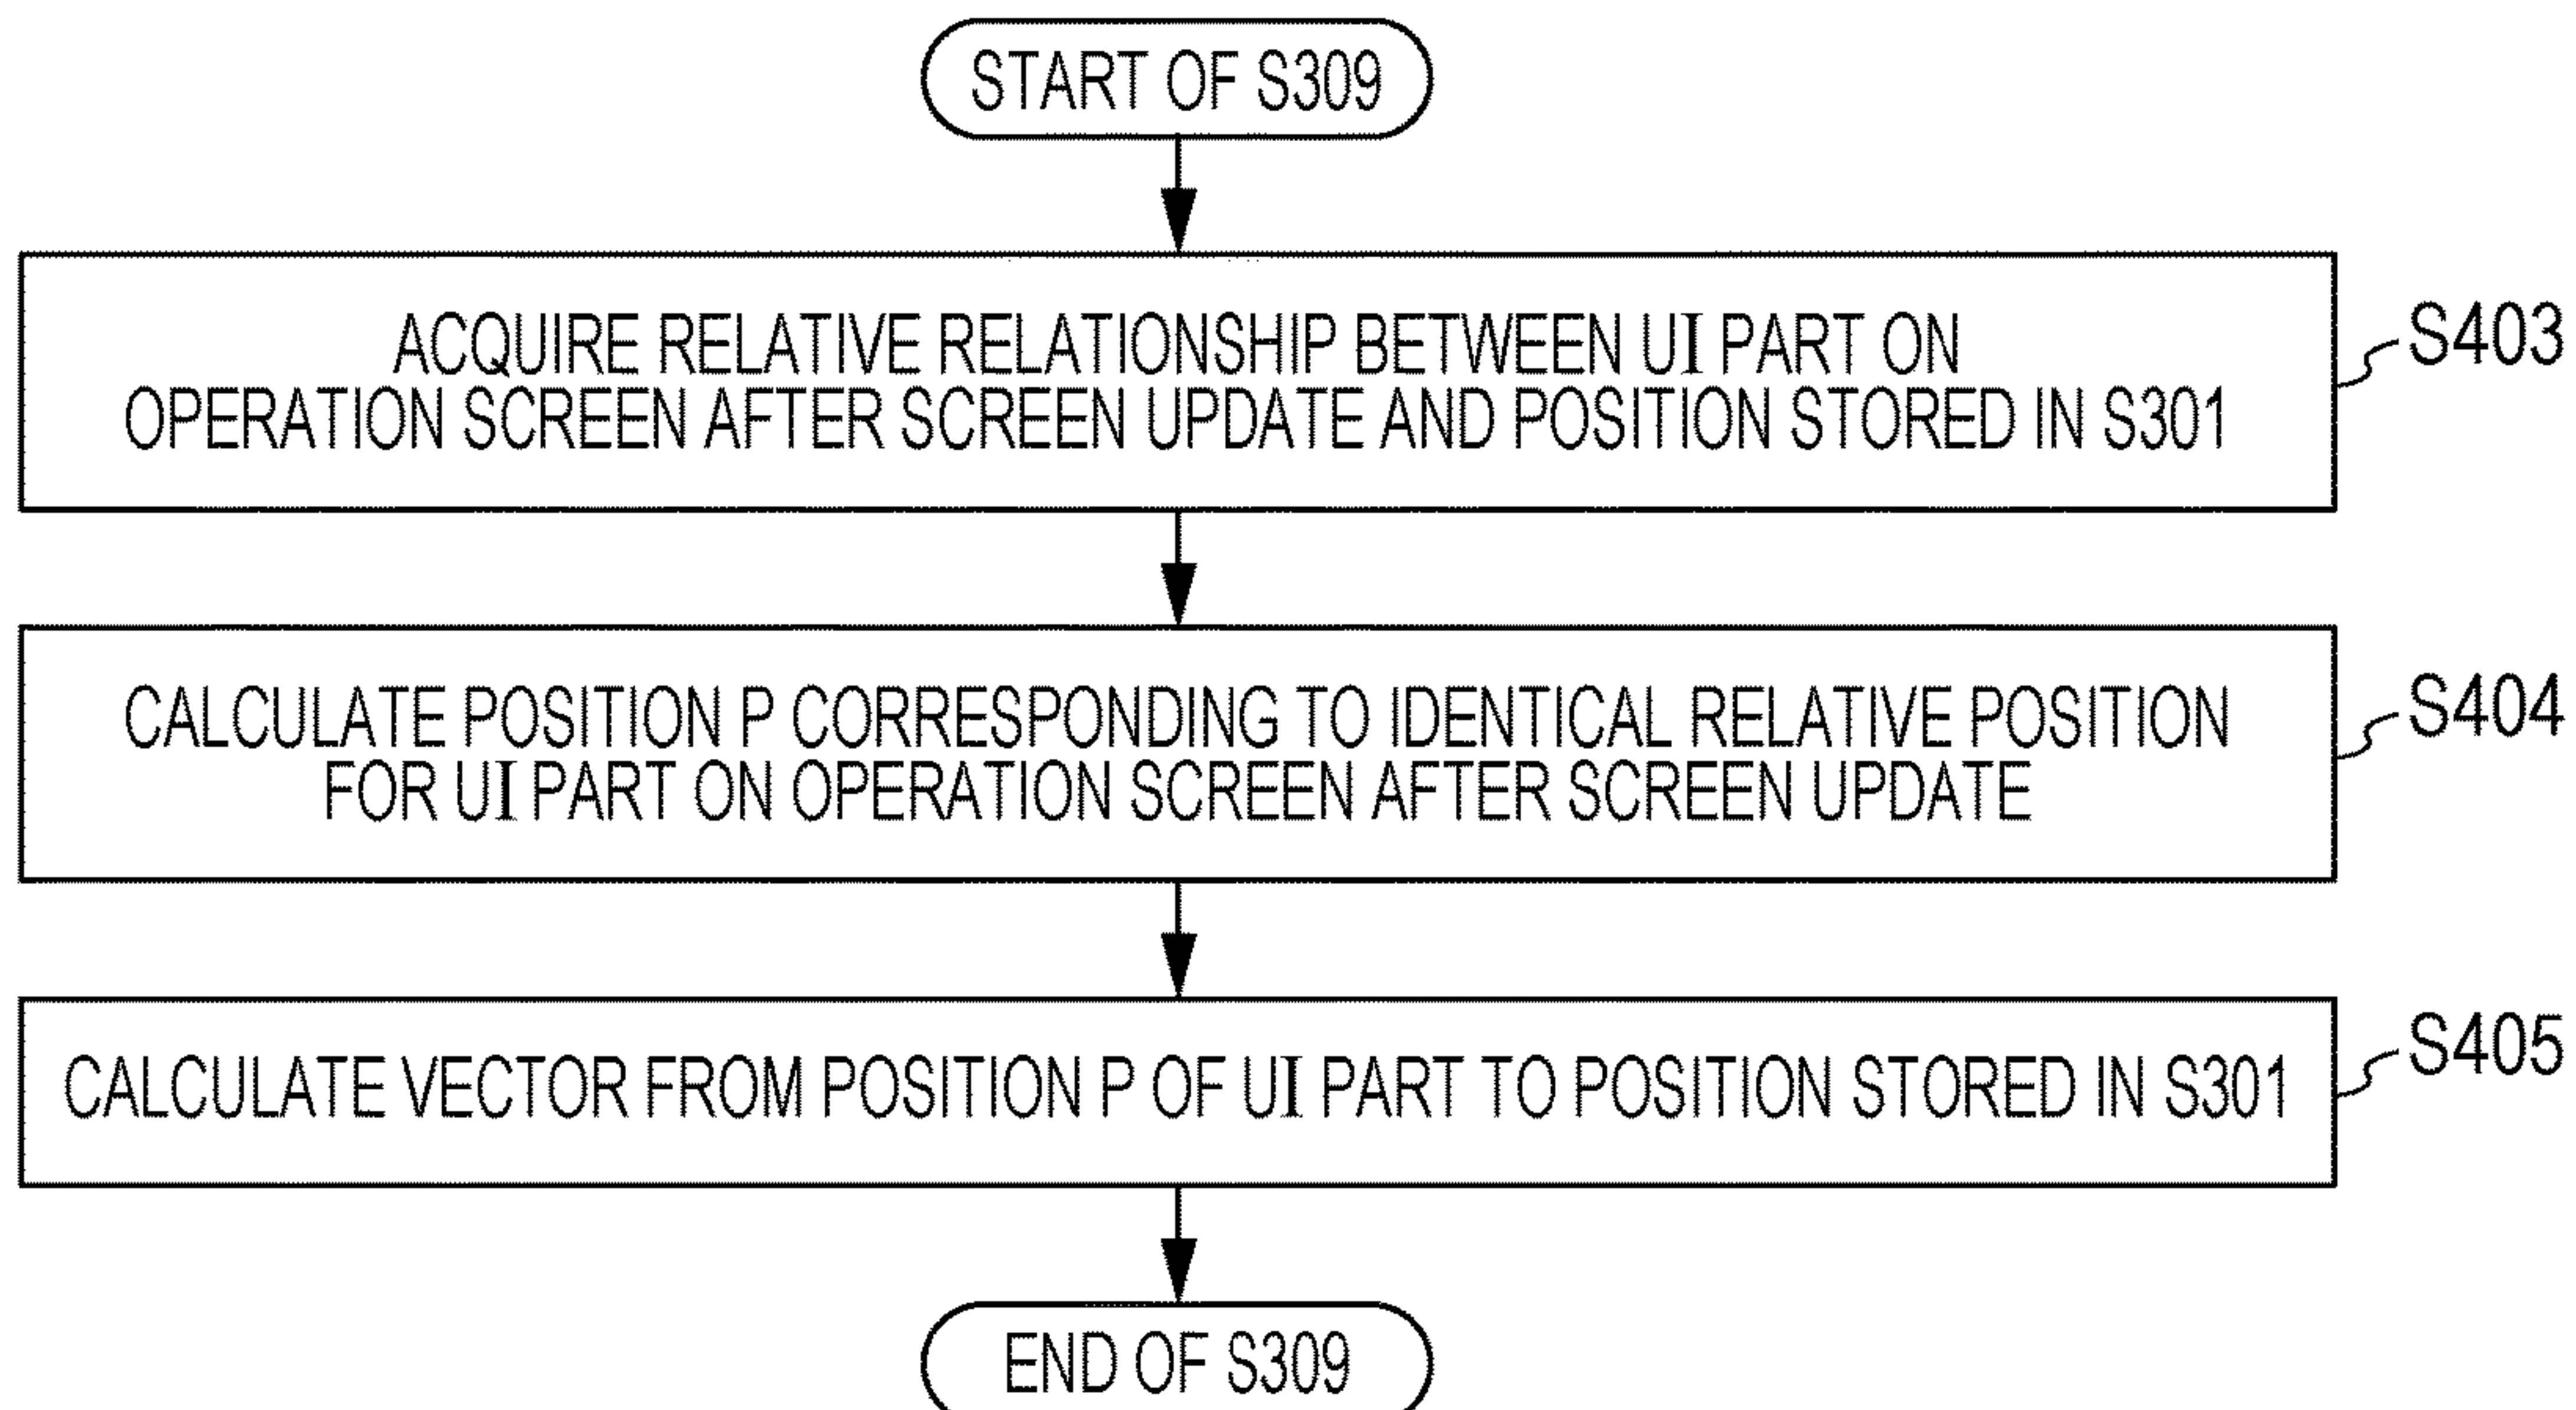 START OF S309
ACQUIRE RELATIVE RELATIONSHIP BETWEEN UI PART ON
OPERATION SCREEN AFTER SCREEN UPDATE AND POSITION STORED IN S301
S403
CALCULATE POSITION P CORRESPONDING TO IDENTICAL RELATIVE POSITION
FOR UI PART ON OPERATION SCREEN AFTER SCREEN UPDATE
S404
CALCULATE VECTOR FROM POSITION P OF UI PART TO POSITION STORED IN S301
S405
END OF S309